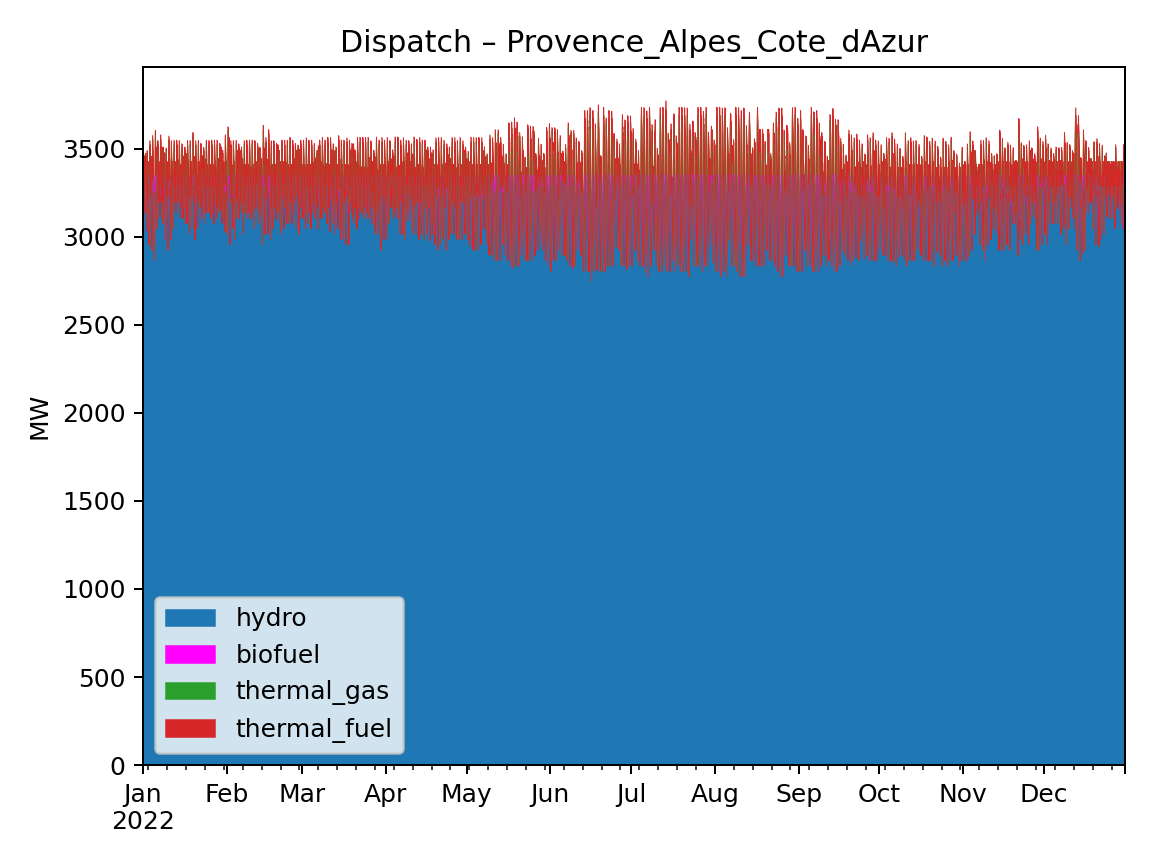 Dispatch – Provence_Alpes_Cote_dAzur
MW
3500
3000
2500
2000
1500
1000
500
0
hydro
biofuel
thermal_gas
thermal_fuel
Jan Feb Mar Apr May Jun Jul Aug Sep Oct Nov Dec
2022